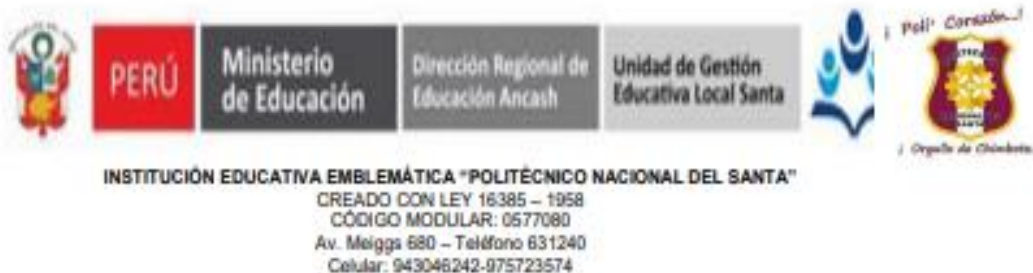 PERÚ
Ministerio
de Educación
Dirección Regional de
Educación Ancash
Unidad de Gestión
Educativa Local Santa
¡ Poli' Corazón...!
¡ Orgullo de Chimbote
INSTITUCIÓN EDUCATIVA EMBLEMÁTICA “POLITÉCNICO NACIONAL DEL SANTA”
CREADO CON LEY 16385 – 1958
CÓDIGO MODULAR: 0577080
Av. Meiggs 680 – Teléfono 631240
Celular: 943046242-975723574